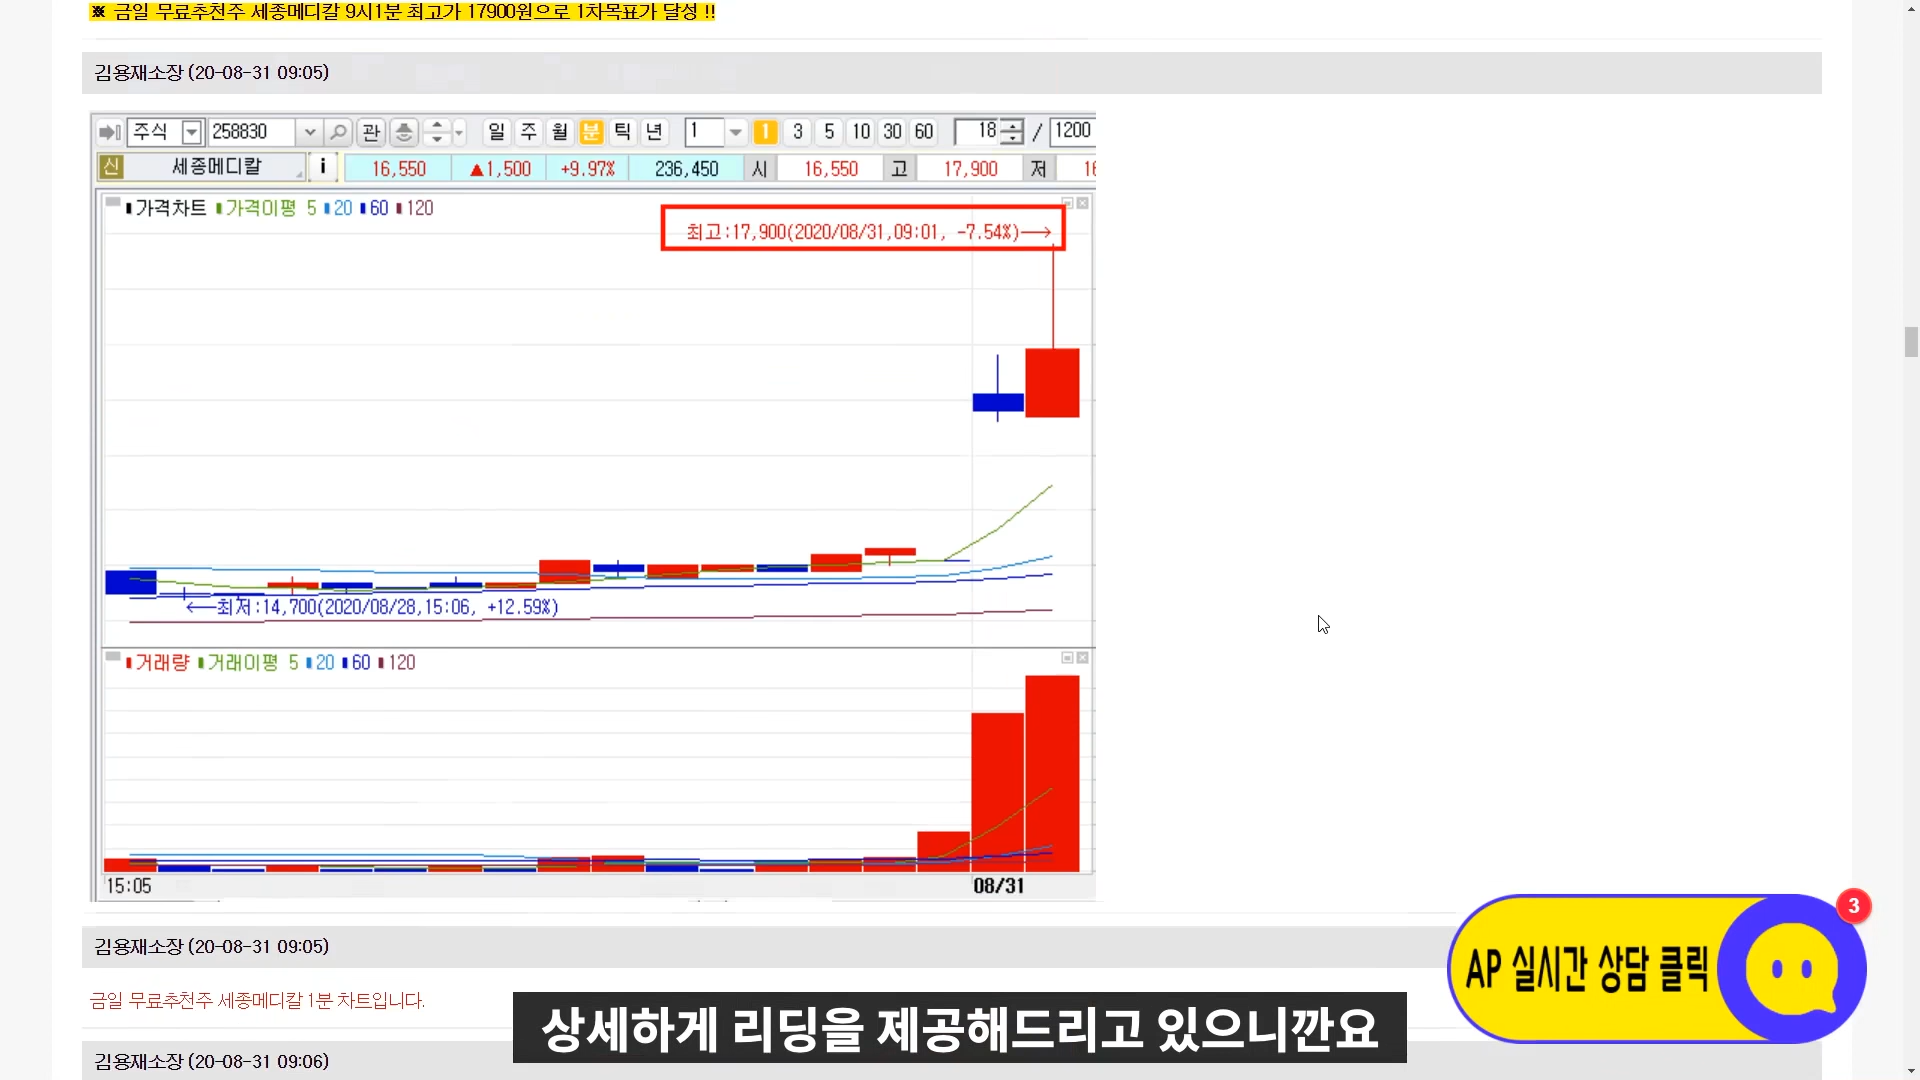 ※ 금일 무료추천주 세종메디칼 9시1분 최고가 17900원으로 1차목표가 달성 !!
김용재소장 (20-08-31 09:05)
주식 258830 관 일 주 월 분 틱 년 1 1 3 5 10 30 60 18 / 1200
신 세종메디칼 i 16,550 ▲1,500 +9.97% 236,450 시 16,550 고 17,900 저
가격차트 가격이평 5 20 60 120
최고:17,900(2020/08/31,09:01, -7.54%)→
←최저:14,700(2020/08/28,15:06, +12.59%)
거래량 거래이평 5 20 60 120
15:05 08/31
3
AP 실시간 상담 클릭
김용재소장 (20-08-31 09:05)
금일 무료추천주 세종메디칼 1분 차트입니다.
상세하게 리딩을 제공해드리고 있으니깐요
김용재소장 (20-08-31 09:06)